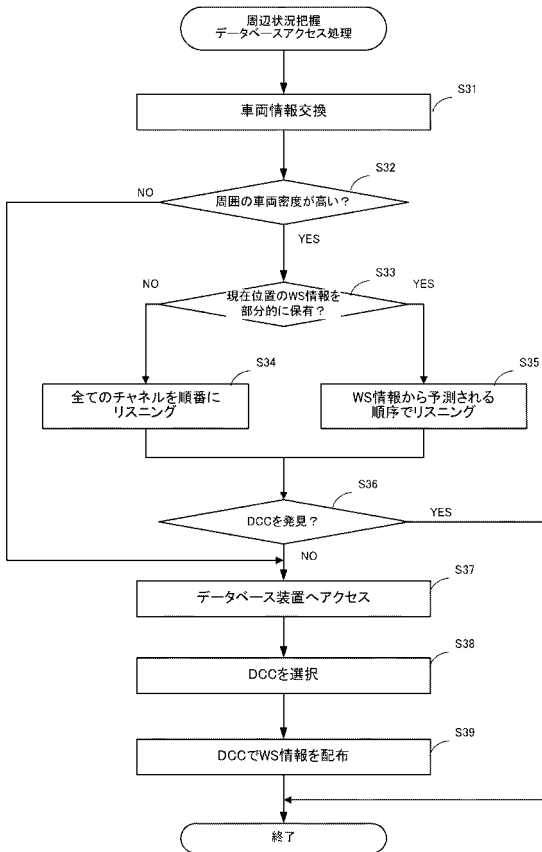 周辺状況把握
データベースアクセス処理
S31
車両情報交換
S32
NO
周囲の車両密度が高い？
YES
S33
NO
YES
現在位置のWS情報を
部分的に保有？
S34
S35
全てのチャネルを順番に
リスニング
WS情報から予測される
順序でリスニング
S36
DCCを発見？
YES
NO
S37
データベース装置へアクセス
S38
DCCを選択
S39
DCCでWS情報を配布
終了